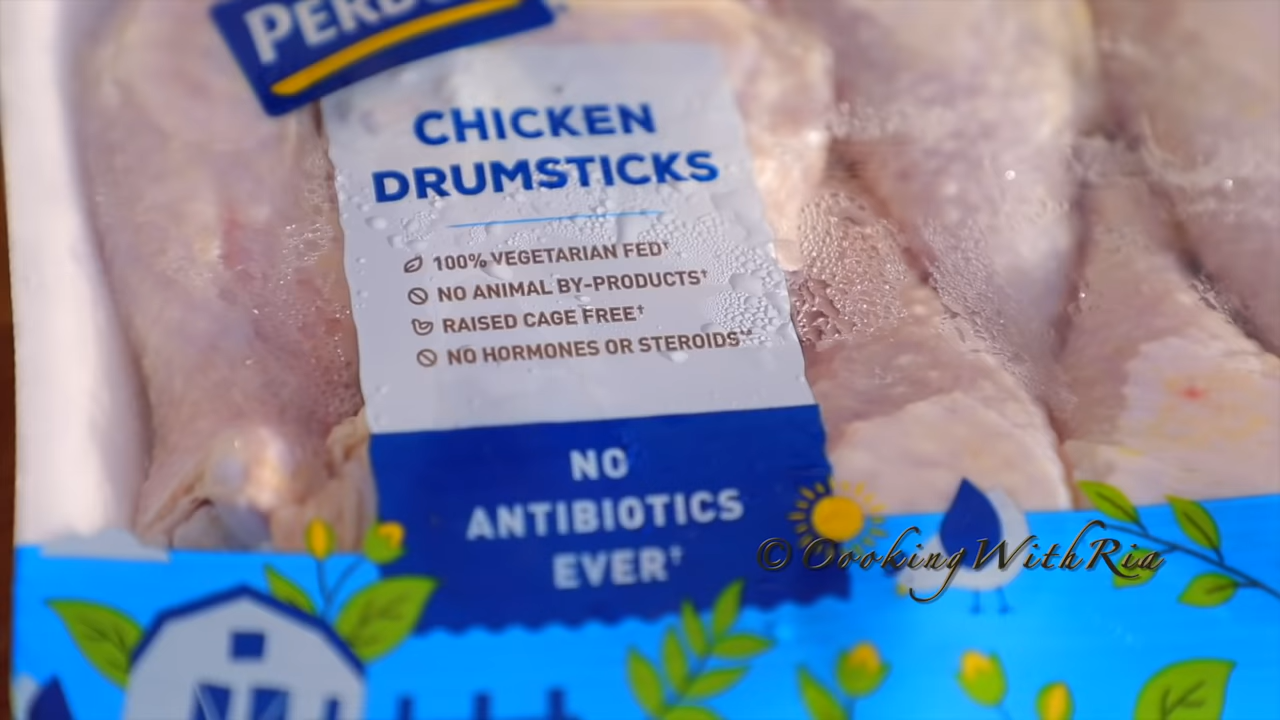 CHICKEN
DRUMSTICKS
100% VEGETARIAN FED†
NO ANIMAL BY-PRODUCTS†
RAISED CAGE FREE†
NO HORMONES OR STEROIDS
NO
ANTIBIOTICS
EVER†
© CookingWithRia